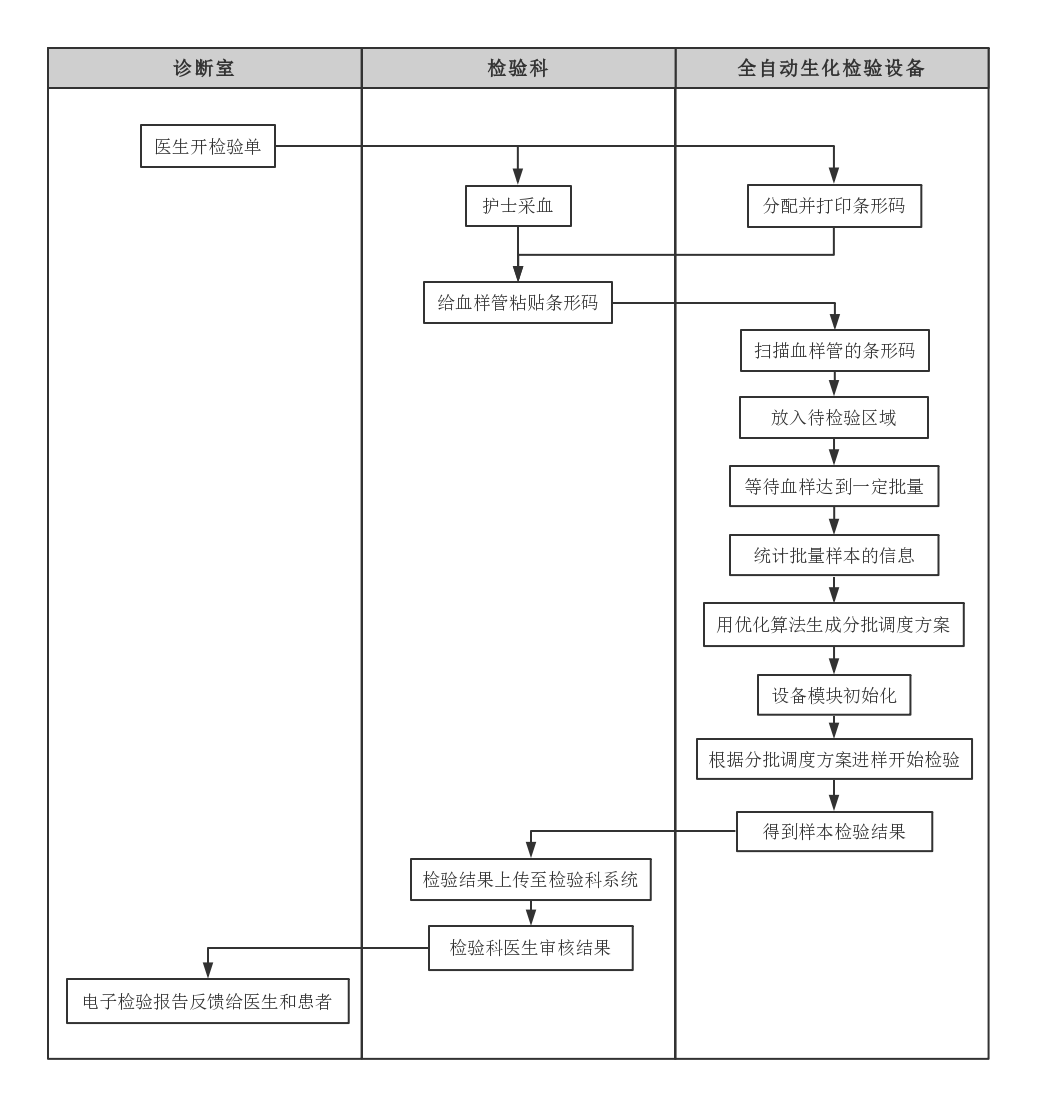 诊断室
检验科
全自动生化检验设备
医生开检验单
护士采血
分配并打印条形码
给血样管粘贴条形码
扫描血样管的条形码
放入待检验区域
等待血样达到一定批量
统计批量样本的信息
用优化算法生成分批调度方案
设备模块初始化
根据分批调度方案进样开始检验
得到样本检验结果
检验结果上传至检验科系统
检验科医生审核结果
电子检验报告反馈给医生和患者